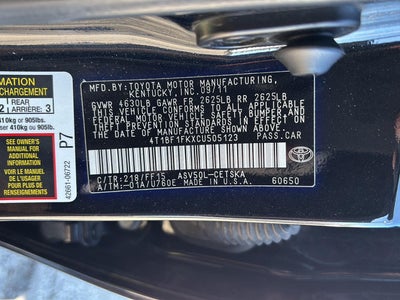 MFD.BY:TOYOTA MOTOR MANUFACTURING,
KENTUCKY,INC.09/11
GVWR 4630LB GAWR FR 2625LB RR 2625LB
THIS VEHICLE CONFORMS TO ALL APPLICABLE
FEDERAL MOTOR VEHICLE SAFETY, BUMPER, AND
THEFT PREVENTION STANDARDS IN EFFECT ON
THE DATE OF MANUFACTURE SHOWN ABOVE.
4T1BF1FKXCU505123 PASS.CAR
C/TR:218/FF15 ASV50L-CETSKA
A/TM:-01A/U760E MADE IN U.S.A. 60650
TOYOTA
MATION
CHARGEMENT
2 REAR 3
ARRIÈRE:
410kg or 905lbs.
ser 410kg ou 905lb.
SEE OWNER'S
MANUAL FOR
ADDITIONAL
INFORMATION
VOIR LE MANUEL
DE L'USAGER
POUR PLUS DE
RENSEIGNEMENTS
P7
42661-06722